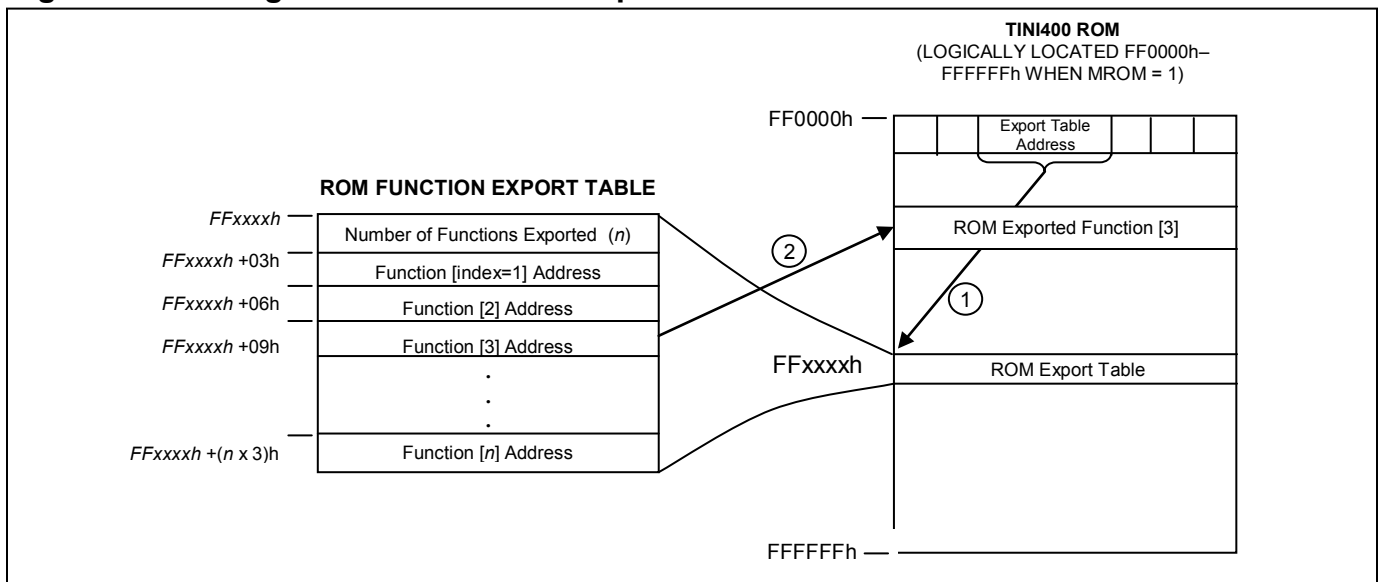 TINI400 ROM
(LOGICALLY LOCATED FF0000h–
FFFFFFh WHEN MROM = 1)
FF0000h
Export Table
Address
ROM FUNCTION EXPORT TABLE
FFxxxxh
Number of Functions Exported (n)
FFxxxxh +03h
Function [index=1] Address
FFxxxxh +06h
Function [2] Address
FFxxxxh +09h
Function [3] Address
.
.
.
FFxxxxh +(n x 3)h
Function [n] Address
2
ROM Exported Function [3]
1
FFxxxxh
ROM Export Table
FFFFFFh